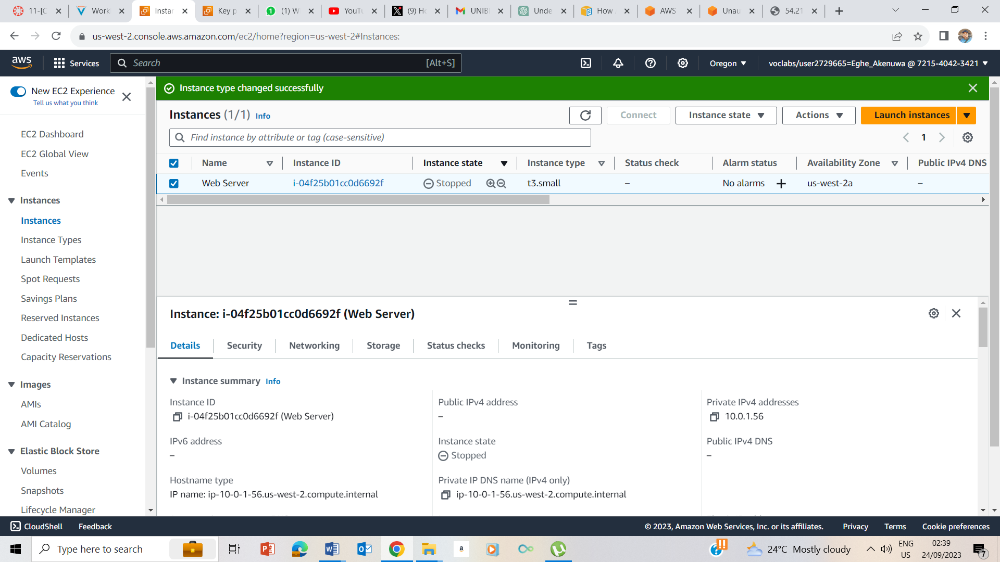 11-[C
Work
Instar
Key p
(1) W
YouTu
(9) Ho
UNIBE
Unde
How
AWS
Unau
54.21
us-west-2.console.aws.amazon.com/ec2/home?region=us-west-2#Instances:
aws
Services
Search
[Alt+S]
Oregon
voclabs/user2729665=Eghe_Akenuwa @ 7215-4042-3421
New EC2 Experience
Tell us what you think
EC2 Dashboard
EC2 Global View
Events
Instances
Instances
Instance Types
Launch Templates
Spot Requests
Savings Plans
Reserved Instances
Dedicated Hosts
Capacity Reservations
Images
AMIs
AMI Catalog
Elastic Block Store
Volumes
Snapshots
Lifecycle Manager
Instance type changed successfully
Instances (1/1) Info
Connect
Instance state
Actions
Launch instances
Find instance by attribute or tag (case-sensitive)
1
Name Instance ID Instance state Instance type Status check Alarm status Availability Zone Public IPv4 DNS
Web Server i-04f25b01cc0d6692f Stopped t3.small – No alarms + us-west-2a –
Instance: i-04f25b01cc0d6692f (Web Server)
Details Security Networking Storage Status checks Monitoring Tags
Instance summary Info
Instance ID
i-04f25b01cc0d6692f (Web Server)
Public IPv4 address
–
Private IPv4 addresses
10.0.1.56
IPv6 address
–
Instance state
Stopped
Public IPv4 DNS
–
Hostname type
IP name: ip-10-0-1-56.us-west-2.compute.internal
Private IP DNS name (IPv4 only)
ip-10-0-1-56.us-west-2.compute.internal
CloudShell
Feedback
© 2023, Amazon Web Services, Inc. or its affiliates.
Privacy
Terms
Cookie preferences
Type here to search
a
24°C Mostly cloudy
ENG
US
02:39
24/09/2023
7